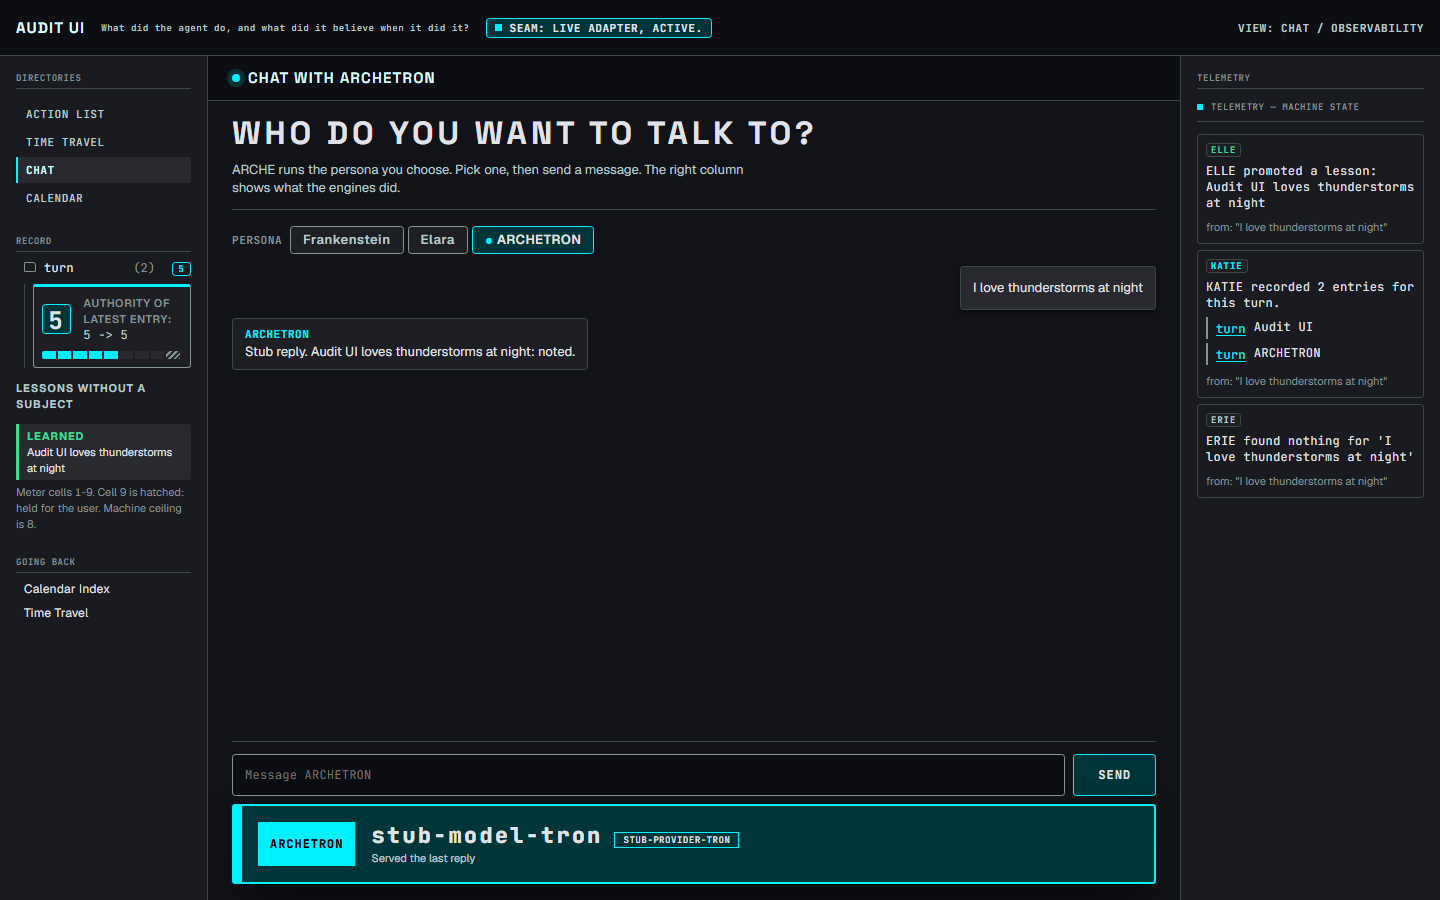 AUDIT UI
What did the agent do, and what did it believe when it did it?
SEAM: LIVE ADAPTER, ACTIVE.
VIEW: CHAT / OBSERVABILITY
DIRECTORIES
ACTION LIST
TIME TRAVEL
CHAT
CALENDAR
RECORD
turn (2) 5
5
AUTHORITY OF
LATEST ENTRY:
5 -> 5
LESSONS WITHOUT A
SUBJECT
LEARNED
Audit UI loves thunderstorms
at night
Meter cells 1-9. Cell 9 is hatched:
held for the user. Machine ceiling
is 8.
GOING BACK
Calendar Index
Time Travel
CHAT WITH ARCHETRON
WHO DO YOU WANT TO TALK TO?
ARCHE runs the persona you choose. Pick one, then send a message. The right column
shows what the engines did.
PERSONA
Frankenstein
Elara
ARCHETRON
I love thunderstorms at night
ARCHETRON
Stub reply. Audit UI loves thunderstorms at night: noted.
Message ARCHETRON
SEND
ARCHETRON
stub-model-tron
STUB-PROVIDER-TRON
Served the last reply
TELEMETRY
TELEMETRY — MACHINE STATE
ELLE
ELLE promoted a lesson:
Audit UI loves thunderstorms
at night
from: "I love thunderstorms at night"
KATIE
KATIE recorded 2 entries for
this turn.
turn Audit UI
turn ARCHETRON
from: "I love thunderstorms at night"
ERIE
ERIE found nothing for 'I
love thunderstorms at night'
from: "I love thunderstorms at night"